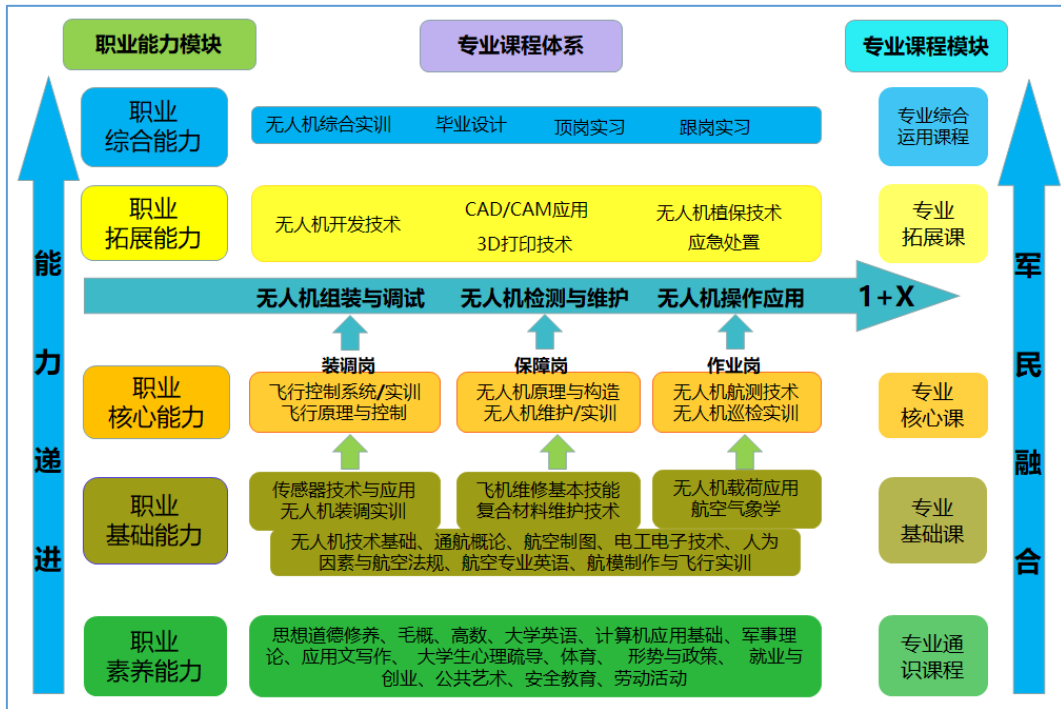 职业能力模块
专业课程体系
专业课程模块
能力递进
军民融合
职业
综合能力
无人机综合实训 毕业设计 顶岗实习 跟岗实习
专业综合
运用课程
职业
拓展能力
无人机开发技术
CAD/CAM应用
3D打印技术
无人机植保技术
应急处置
专业
拓展课
无人机组装与调试 无人机检测与维护 无人机操作应用 1+X
装调岗
保障岗
作业岗
职业
核心能力
飞行控制系统/实训
飞行原理与控制
无人机原理与构造
无人机维护/实训
无人机航测技术
无人机巡检实训
专业
核心课
职业
基础能力
传感器技术与应用
无人机装调实训
飞机维修基本技能
复合材料维护技术
无人机载荷应用
航空气象学
无人机技术基础、通航概论、航空制图、电工电子技术、人为
因素与航空法规、航空专业英语、航模制作与飞行实训
专业
基础课
职业
素养能力
思想道德修养、毛概、高数、大学英语、计算机应用基础、军事理
论、应用文写作、 大学生心理疏导、体育、 形势与政策、 就业与
创业、公共艺术、安全教育、劳动活动
专业通
识课程